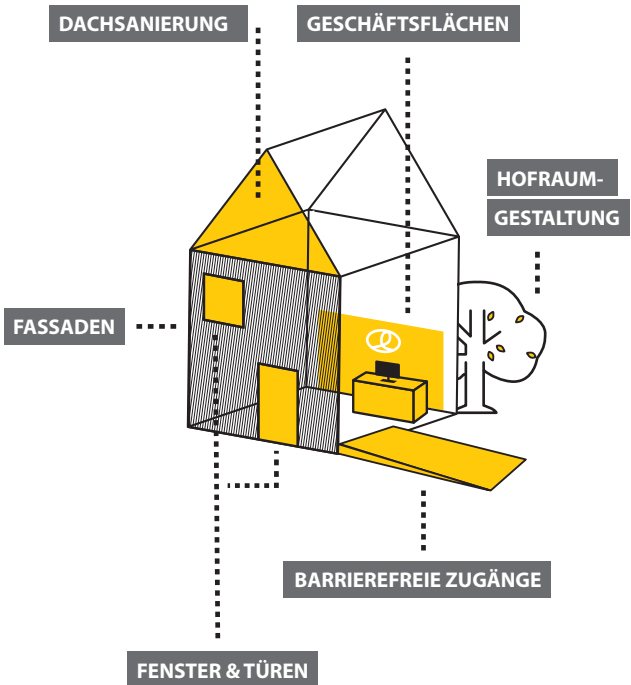 DACHSANIERUNG
GESCHÄFTSFLÄCHEN
HOFRAUM-
GESTALTUNG
FASSADEN
BARRIEREFREIE ZUGÄNGE
FENSTER & TÜREN